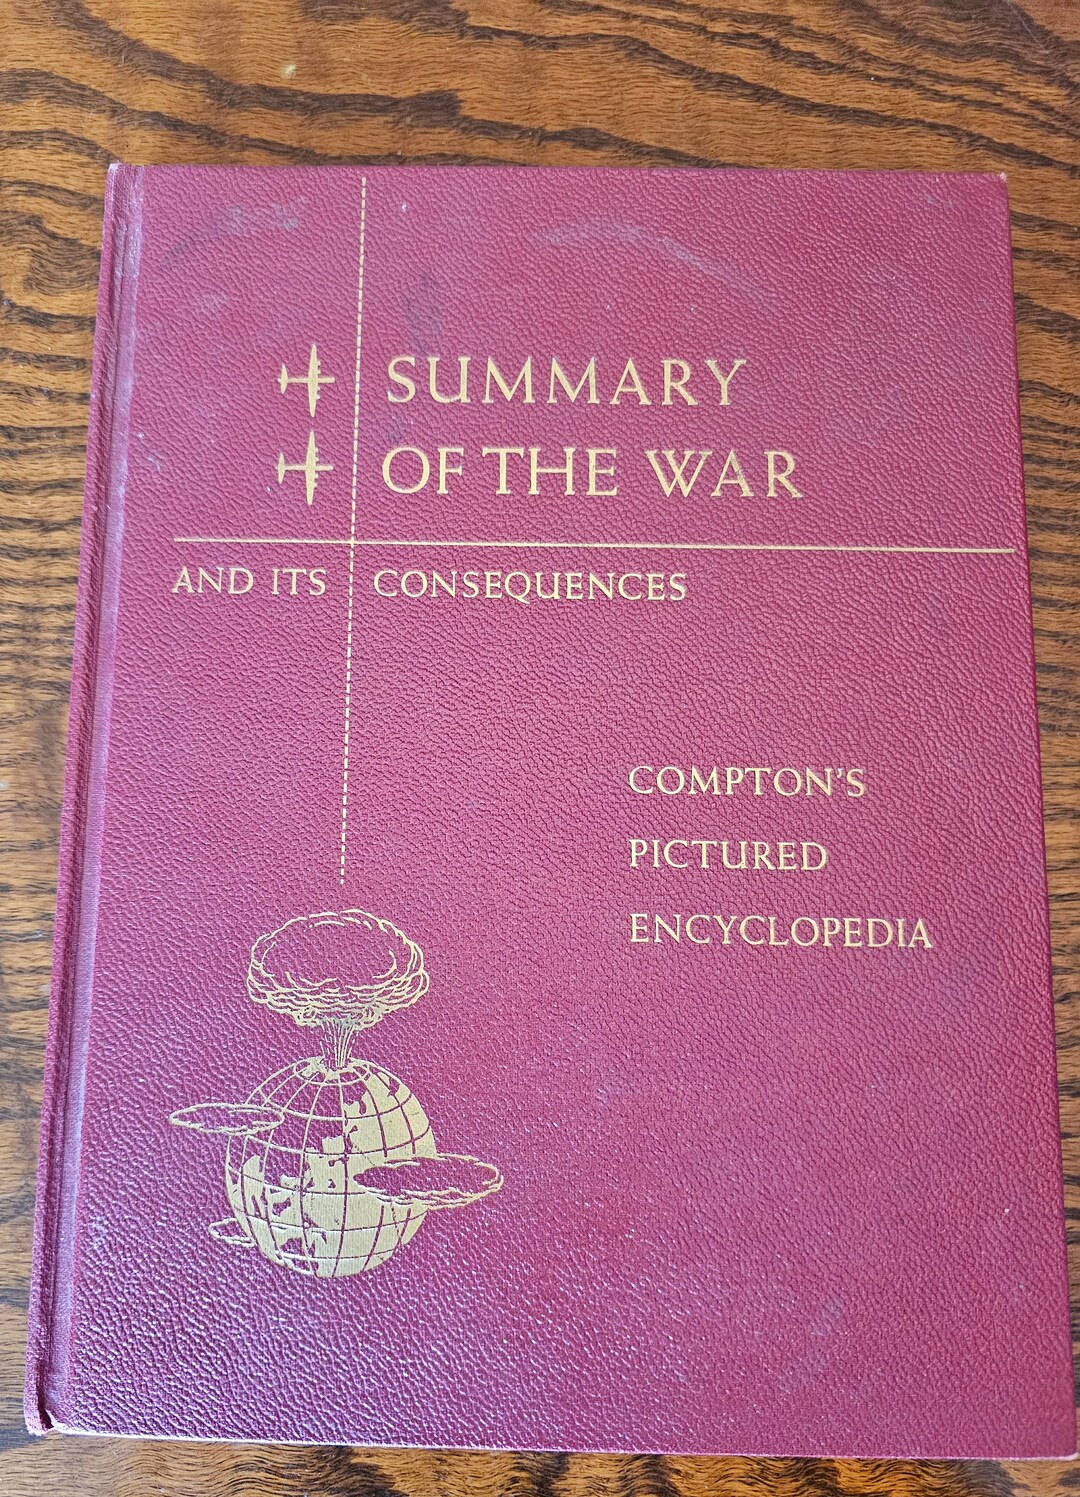 SUMMARY
OF THE WAR
AND ITS CONSEQUENCES
COMPTON'S
PICTURED
ENCYCLOPEDIA